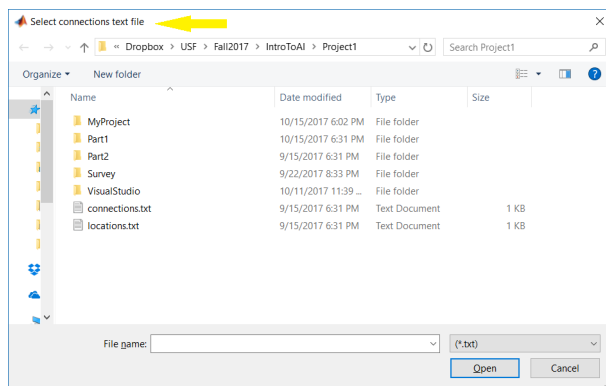 Select connections text file
« Dropbox > USF > Fall2017 > IntroToAI > Project1
Search Project1
Organize
New folder
Name Date modified Type Size
MyProject 10/15/2017 6:02 PM File folder
Part1 10/15/2017 6:31 PM File folder
Part2 9/15/2017 6:31 PM File folder
Survey 9/22/2017 8:33 PM File folder
VisualStudio 10/11/2017 11:39 ... File folder
connections.txt 9/15/2017 6:31 PM Text Document 1 KB
locations.txt 9/15/2017 6:31 PM Text Document 1 KB
File name:
(*.txt)
Open Cancel